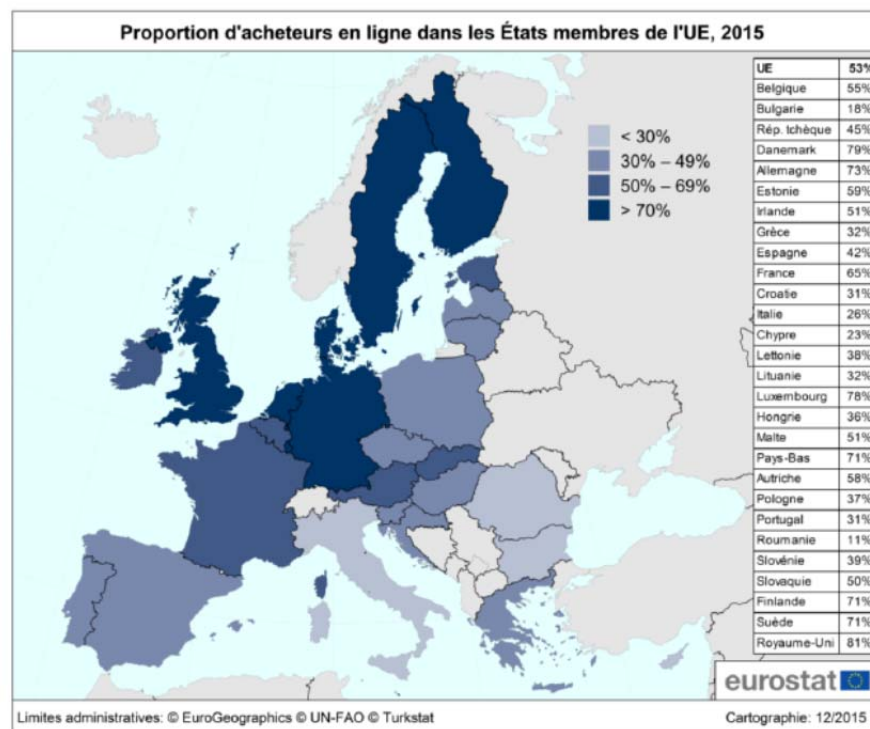 Proportion d'acheteurs en ligne dans les États membres de l'UE, 2015
< 30%
30% – 49%
50% – 69%
> 70%
UE 53%
Belgique 55%
Bulgarie 18%
Rép. tchèque 45%
Danemark 79%
Allemagne 73%
Estonie 59%
Irlande 51%
Grèce 32%
Espagne 42%
France 65%
Croatie 31%
Italie 26%
Chypre 23%
Lettonie 38%
Lituanie 32%
Luxembourg 78%
Hongrie 36%
Malte 51%
Pays-Bas 71%
Autriche 58%
Pologne 37%
Portugal 31%
Roumanie 11%
Slovénie 39%
Slovaquie 50%
Finlande 71%
Suède 71%
Royaume-Uni 81%
eurostat
Limites administratives: © EuroGeographics © UN-FAO © Turkstat
Cartographie: 12/2015